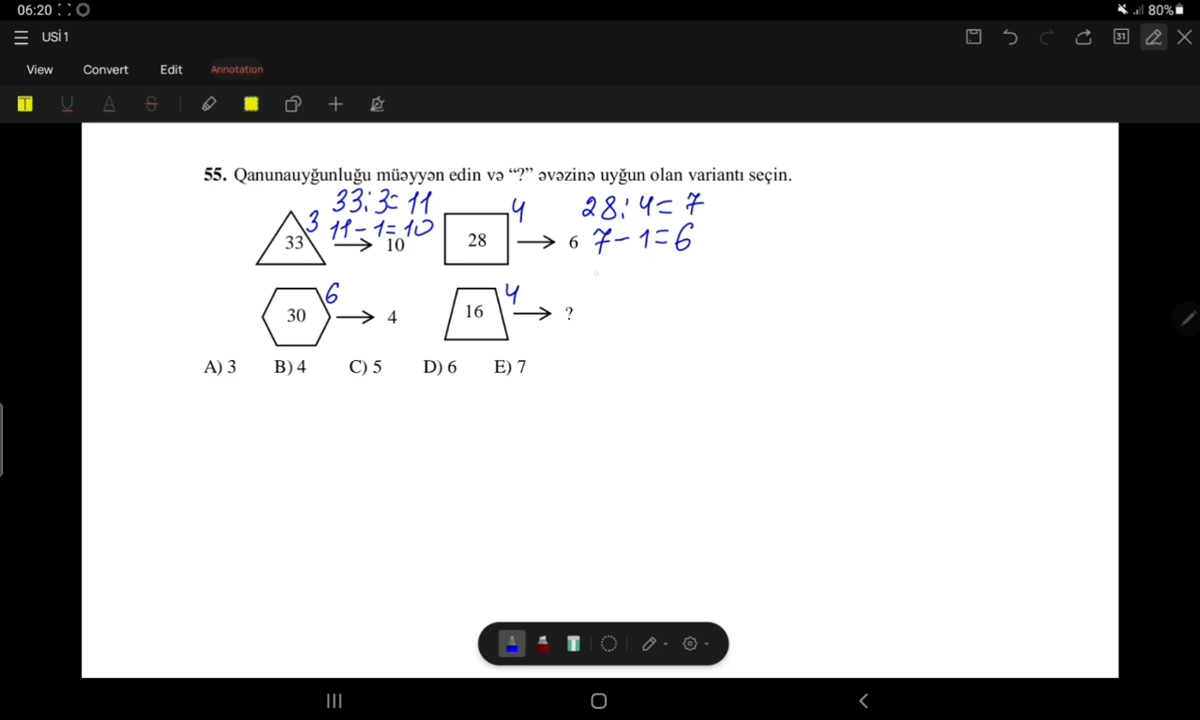 06:20
80%
USİ 1
31
View Convert Edit Annotation
T U A S
55. Qanunauyğunluğu müəyyən edin və “?” əvəzinə uyğun olan variantı seçin.
33:3=11
11-1=10
3
33 → 10
28:4=7
7-1=6
4
28 → 6
6
30 → 4
4
16 → ?
A) 3 B) 4 C) 5 D) 6 E) 7